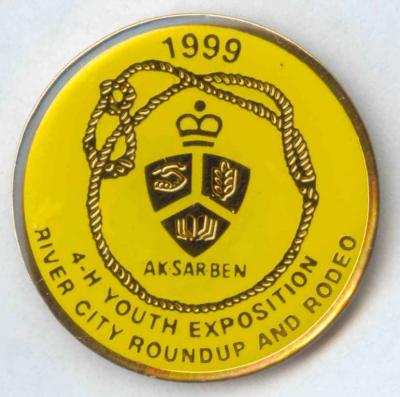 1999
AK·SAR·BEN
4-H YOUTH EXPOSITION
RIVER CITY ROUNDUP AND RODEO